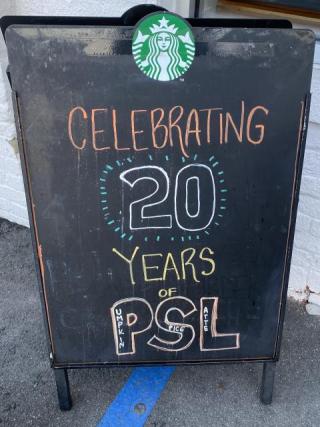 CELEBRATING
20
YEARS
OF
PSL
UMPKIN
PICE
ATTE